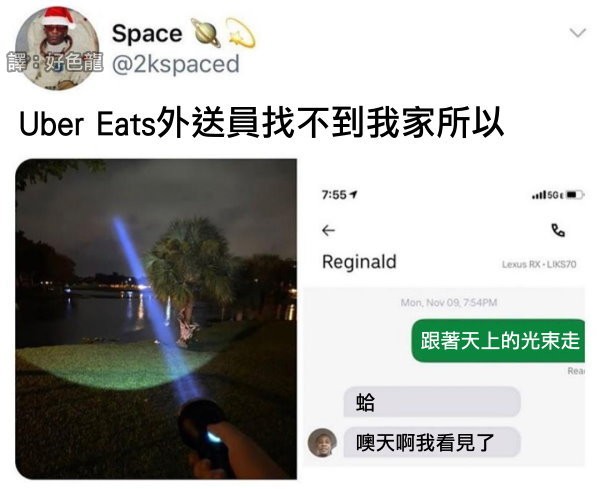 Space
譯：好色龍 @2kspaced
Uber Eats外送員找不到我家所以
7:55
5GE
Reginald
Lexus RX • LIKS70
Mon, Nov 09, 7:54PM
跟著天上的光束走
Rea
蛤
噢天啊我看見了